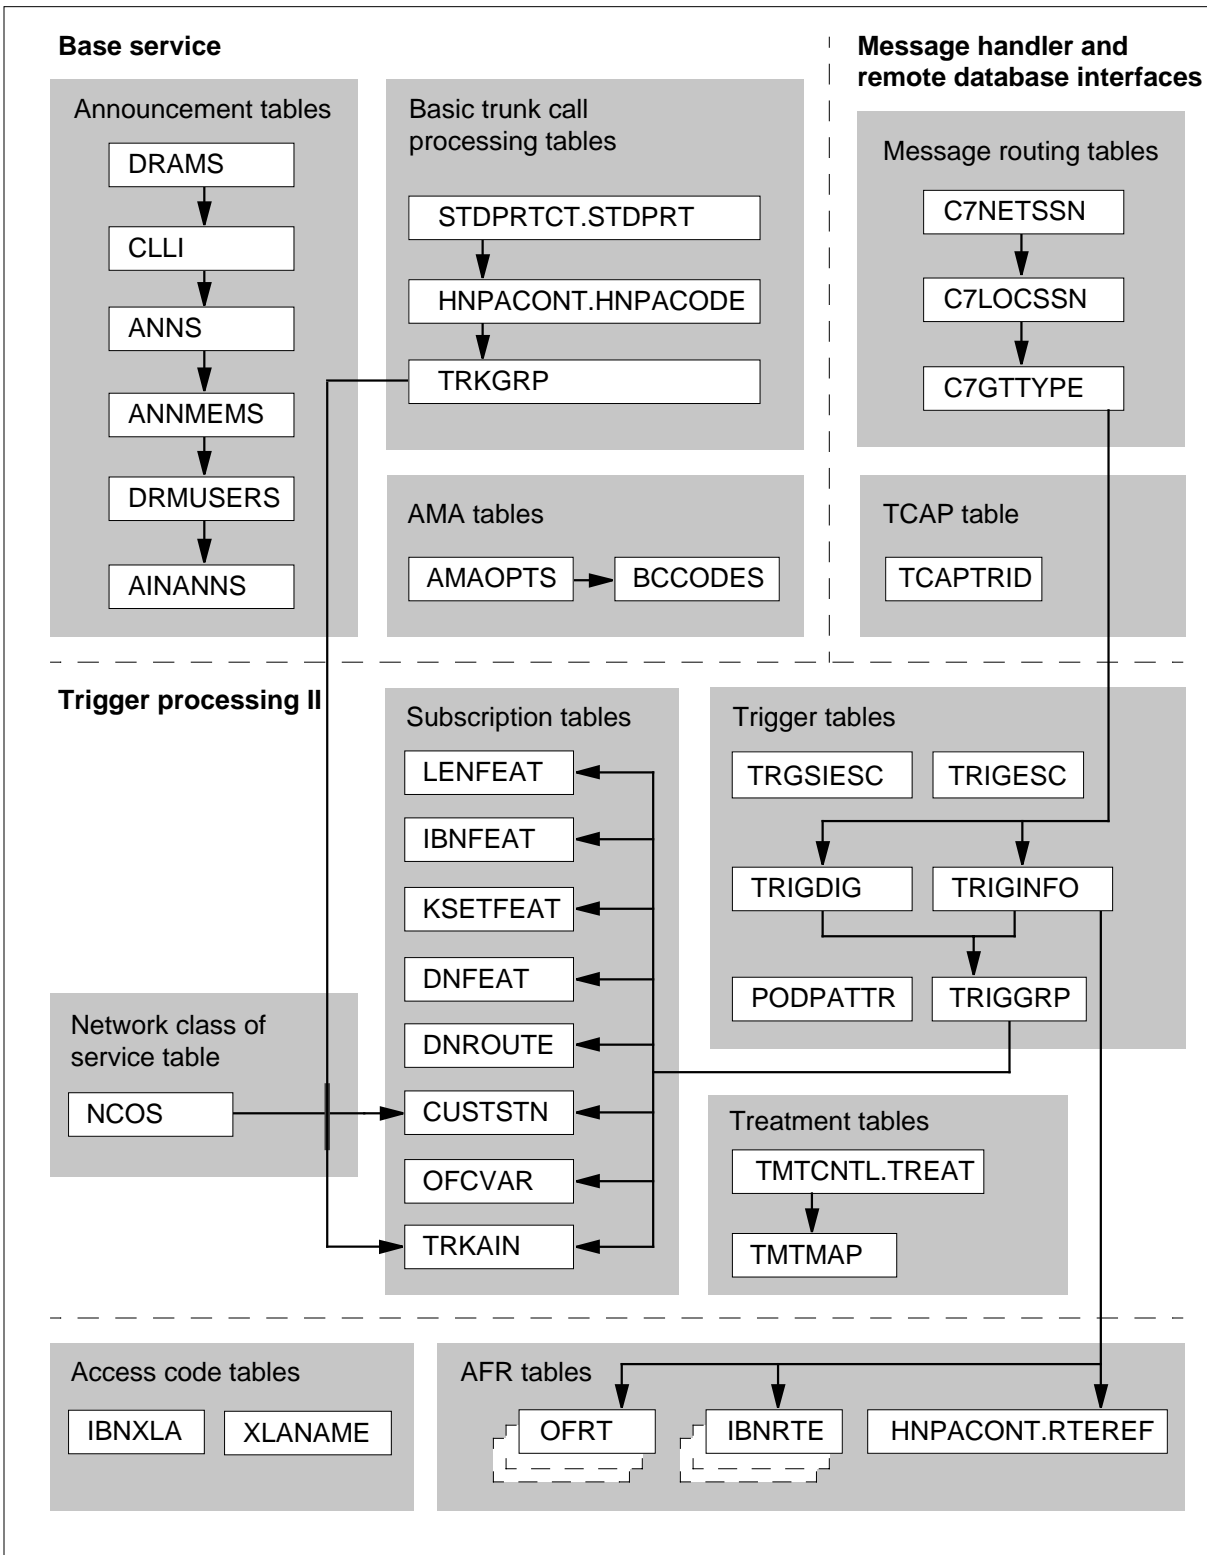 Base service
Message handler and
remote database interfaces
Announcement tables
DRAMS
CLLI
ANNS
ANNMEMS
DRMUSERS
AINANNS
Basic trunk call
processing tables
STDPRTCT.STDPRT
HNPACONT.HNPACODE
TRKGRP
AMA tables
AMAOPTS
BCCODES
Message routing tables
C7NETSSN
C7LOCSSN
C7GTTYPE
TCAP table
TCAPTRID
Trigger processing II
Subscription tables
LENFEAT
IBNFEAT
KSETFEAT
DNFEAT
DNROUTE
CUSTSTN
OFCVAR
TRKAIN
Trigger tables
TRGSIESC
TRIGESC
TRIGDIG
TRIGINFO
PODPATTR
TRIGGRP
Network class of
service table
NCOS
Treatment tables
TMTCNTL.TREAT
TMTMAP
Access code tables
IBNXLA
XLANAME
AFR tables
OFRT
IBNRTE
HNPACONT.RTEREF